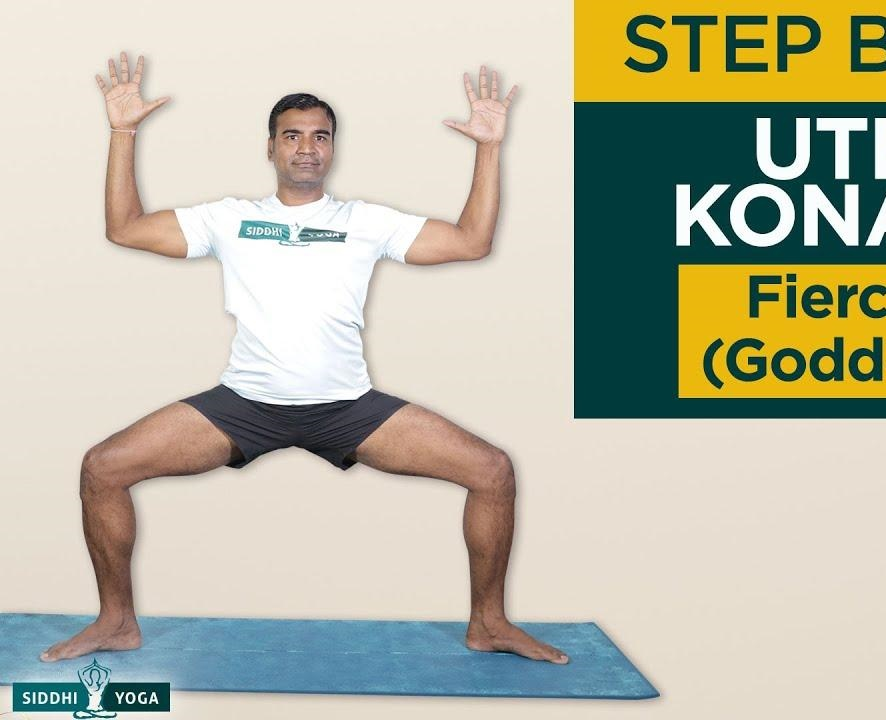 STEP B
UT
KONA
Fierc
(Godd
SIDDHI YOGA
SIDDHI YOGA